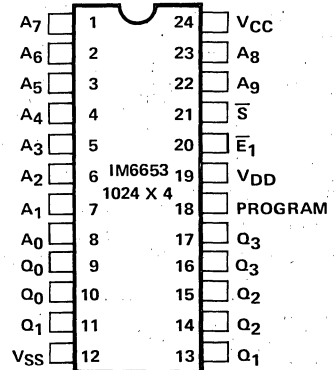 A7 1 24 VCC
A6 2 23 A8
A5 3 22 A9
A4 4 21 S̅
A3 5 20 E̅1
A2 6 IM6653 19 VDD
A1 7 1024 X 4 18 PROGRAM
A0 8 17 Q3
Q0 9 16 Q3
Q0 10 15 Q2
Q1 11 14 Q2
VSS 12 13 Q1